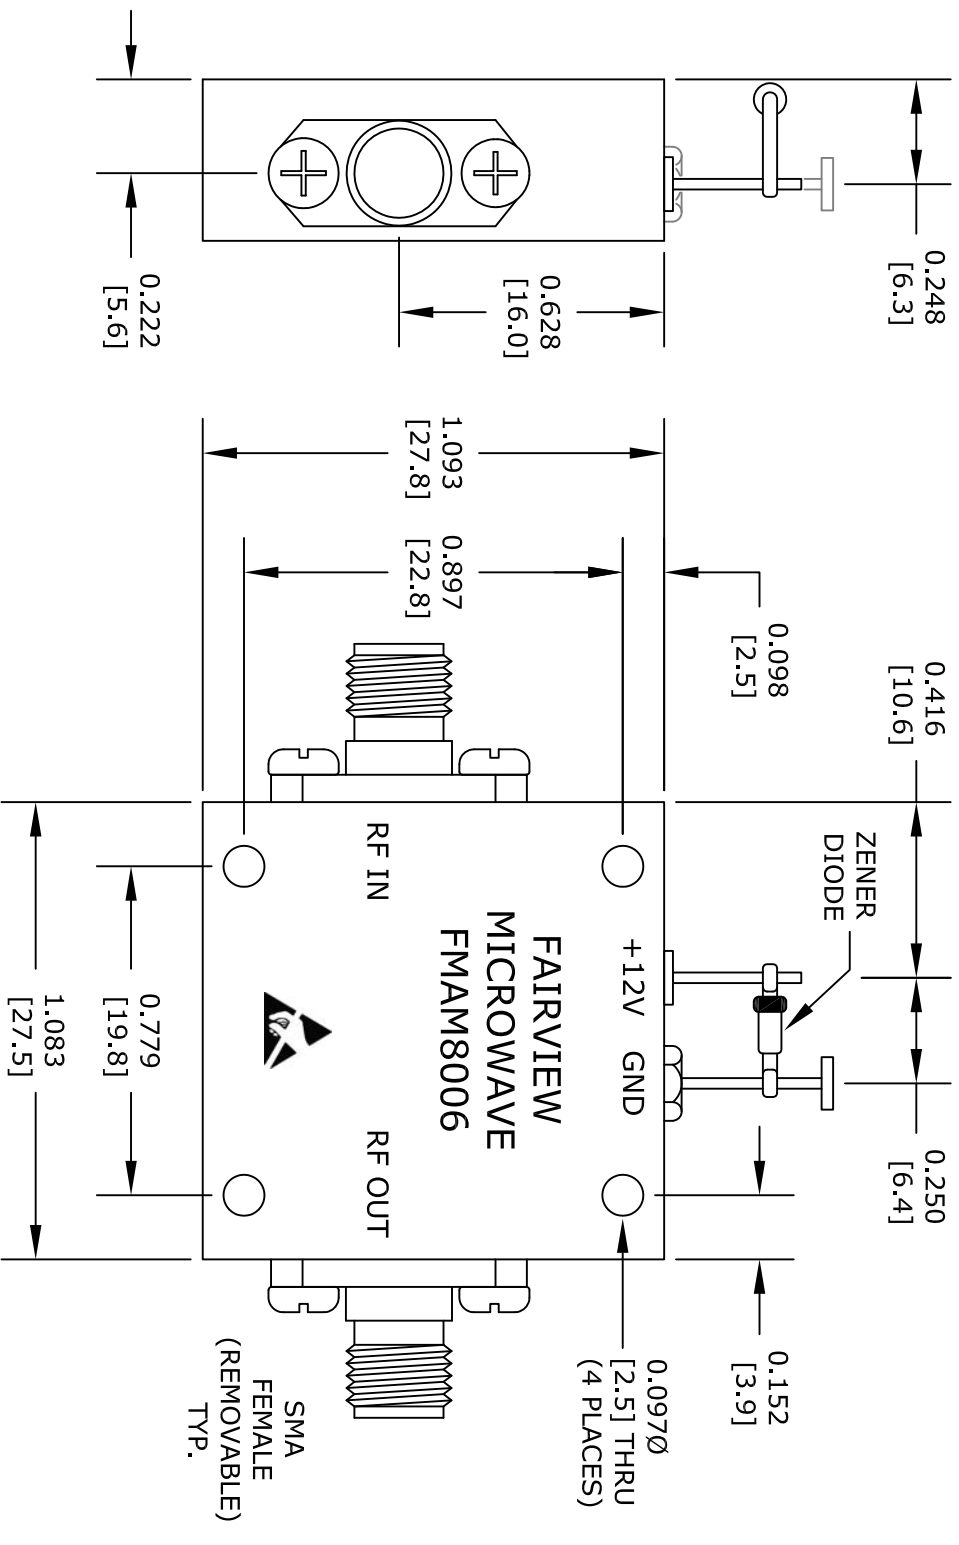 0.248
[6.3]
0.222
[5.6]
0.628
[16.0]
1.093
[27.8]
0.897
[22.8]
0.098
[2.5]
0.416
[10.6]
ZENER
DIODE
0.250
[6.4]
0.152
[3.9]
+12V GND
FAIRVIEW
MICROWAVE
FMAM8006
RF IN
RF OUT
0.097Ø
[2.5] THRU
(4 PLACES)
SMA
FEMALE
(REMOVABLE)
TYP.
0.779
[19.8]
1.083
[27.5]